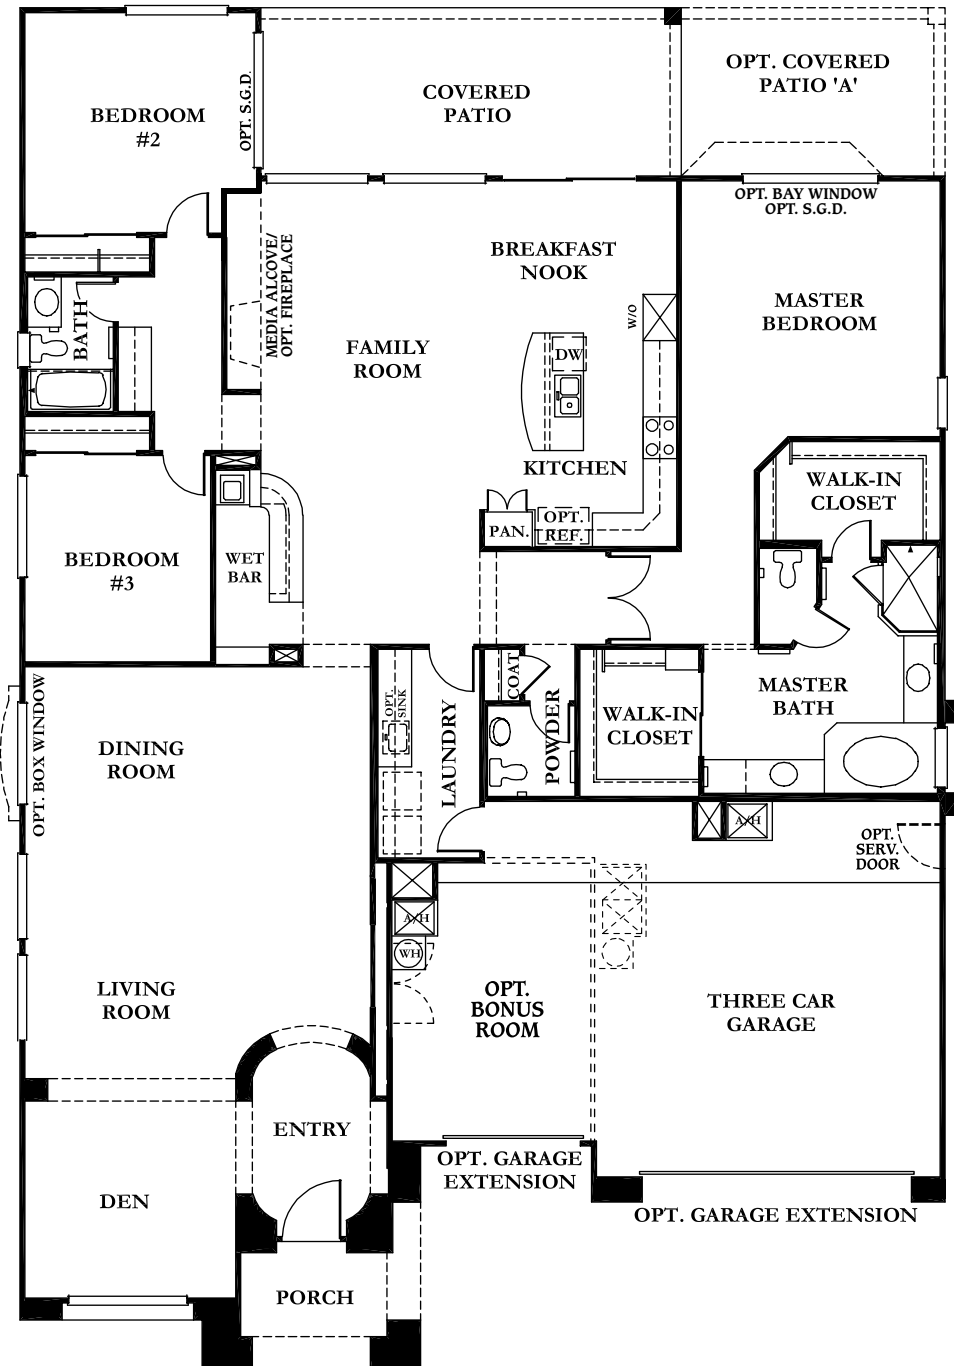 OPT. COVERED
PATIO 'A'
COVERED
PATIO
BEDROOM
#2
OPT. S.G.D.
OPT. BAY WINDOW
OPT. S.G.D.
MEDIA ALCOVE/
OPT. FIREPLACE
BREAKFAST
NOOK
W/O
MASTER
BEDROOM
BATH
FAMILY
ROOM
DW
KITCHEN
WALK-IN
CLOSET
PAN.
OPT.
REF.
BEDROOM
#3
WET
BAR
COAT
OPT. BOX WINDOW
DINING
ROOM
OPT.
SINK
LAUNDRY
POWDER
WALK-IN
CLOSET
MASTER
BATH
A/H
OPT.
SERV.
DOOR
A/H
WH
LIVING
ROOM
OPT.
BONUS
ROOM
THREE CAR
GARAGE
ENTRY
OPT. GARAGE
EXTENSION
DEN
OPT. GARAGE EXTENSION
PORCH